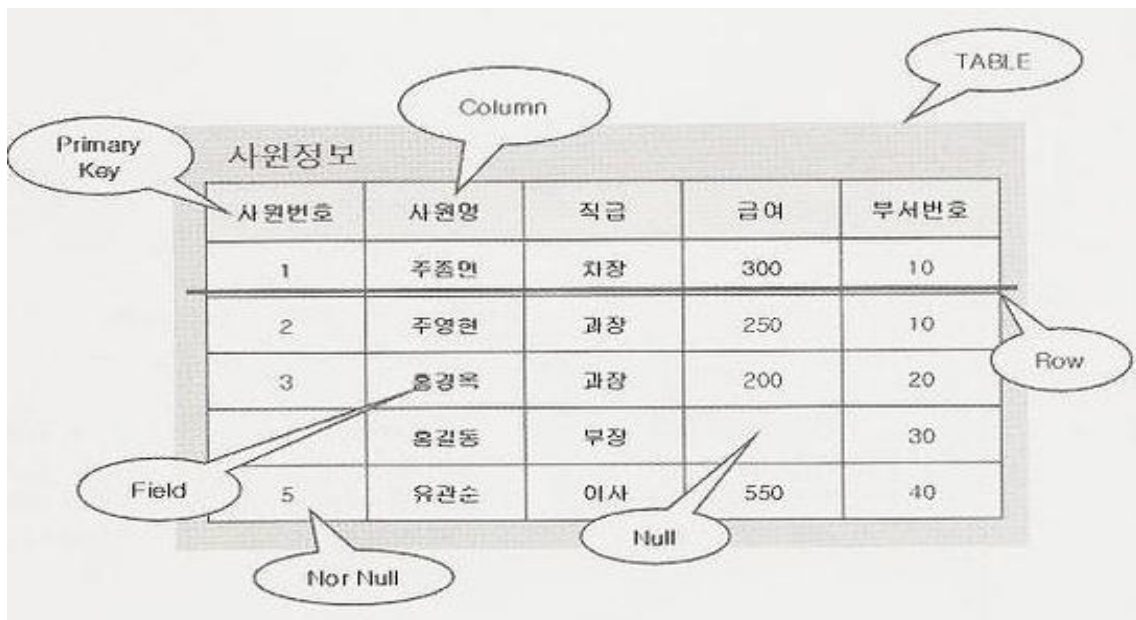 TABLE
Column
Primary
Key
사원정보
사원번호 사원명 직급 급여 부서번호
1 차장 300 10
2 주영현 과장 250 10
Row
3 홍경옥 과장 200 20
홍길동 부장 30
Field
5 유관순 이사 550 40
Null
Nor Null